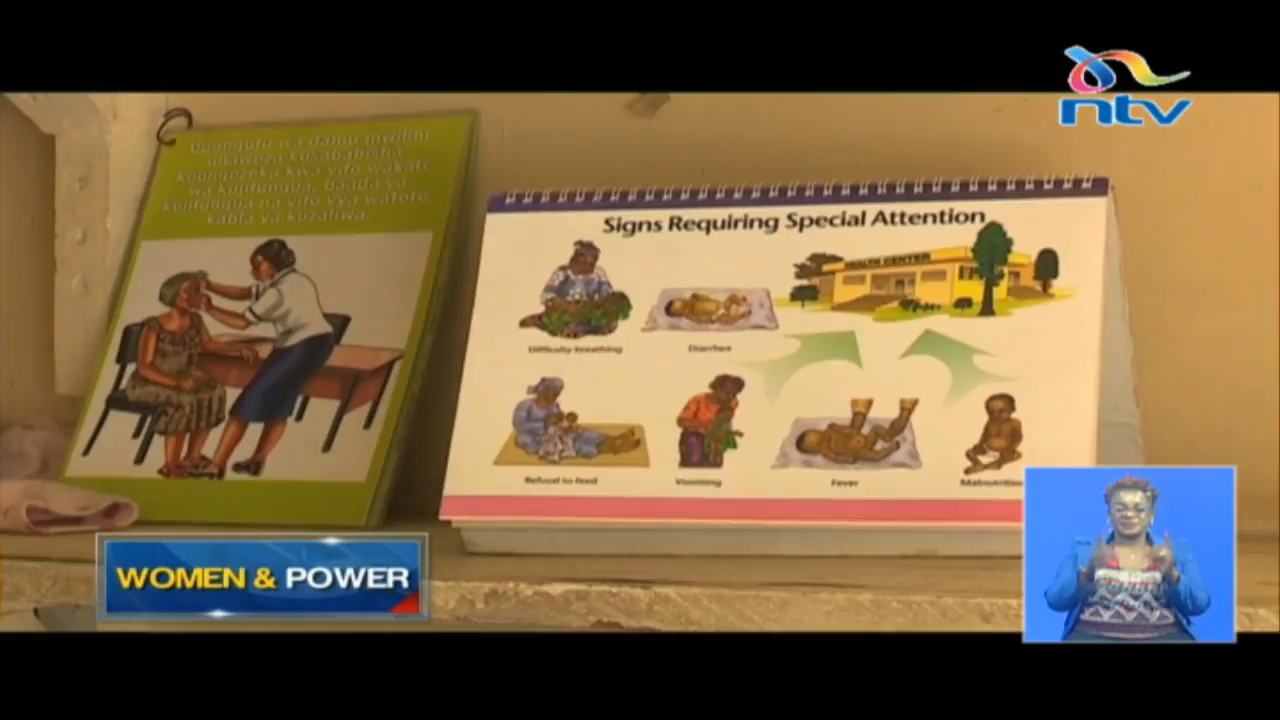 ntv
Upungufu wa damu mwilini
unaweza kusababisha
kuongezeka kwa vifo wakati
wa kujifungua, baada ya
kujifungua na vifo vya watoto
kabla ya kuzaliwa.
Signs Requiring Special Attention
HEALTH CENTER
Difficulty breathing
Diarrhea
Refusal to feed
Vomiting
Fever
Malnutrition
WOMEN & POWER